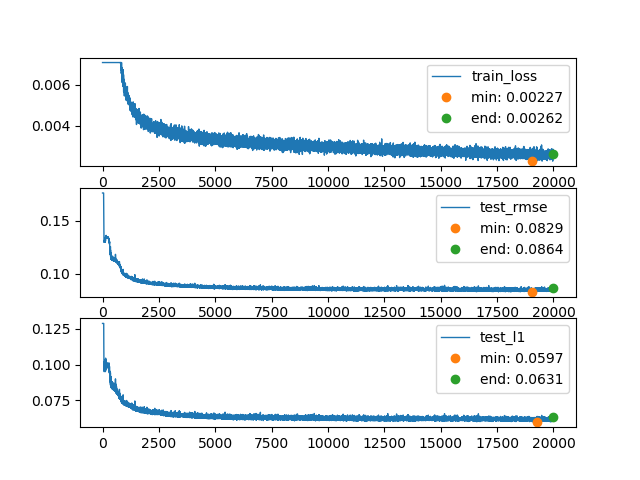 0.006
0.004
train_loss
min: 0.00227
end: 0.00262
0 2500 5000 7500 10000 12500 15000 17500 20000
0.15
0.10
test_rmse
min: 0.0829
end: 0.0864
0 2500 5000 7500 10000 12500 15000 17500 20000
0.125
0.100
0.075
test_l1
min: 0.0597
end: 0.0631
0 2500 5000 7500 10000 12500 15000 17500 20000